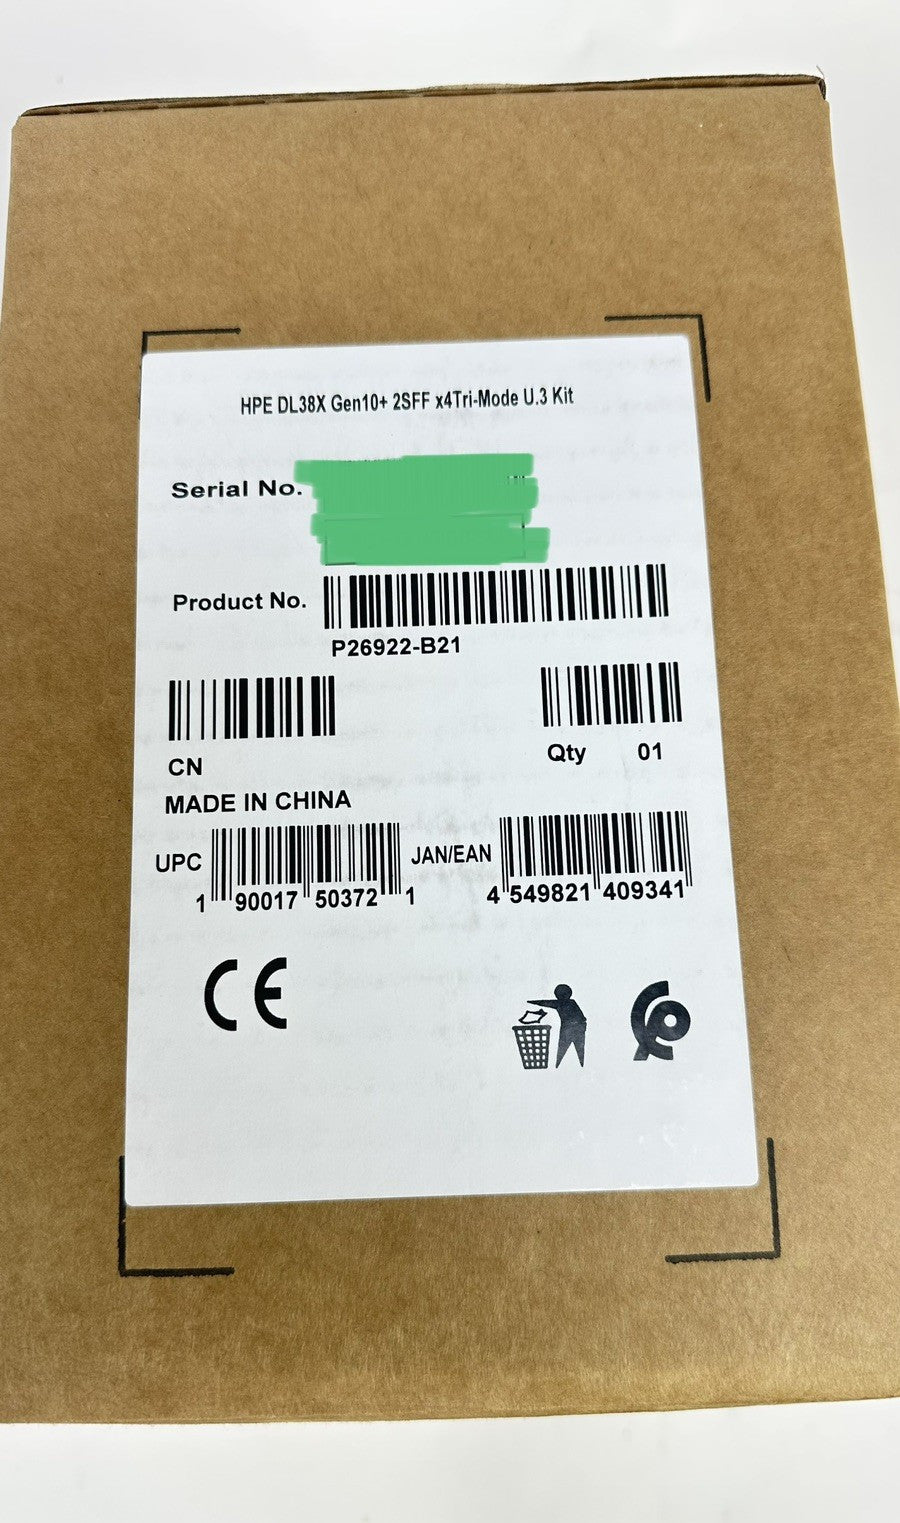 HPE DL38X Gen10+ 2SFF x4Tri-Mode U.3 Kit
Serial No.
Product No.
P26922-B21
CN
Qty 01
MADE IN CHINA
UPC 1 90017 50372 1
JAN/EAN 4 549821 409341
CE